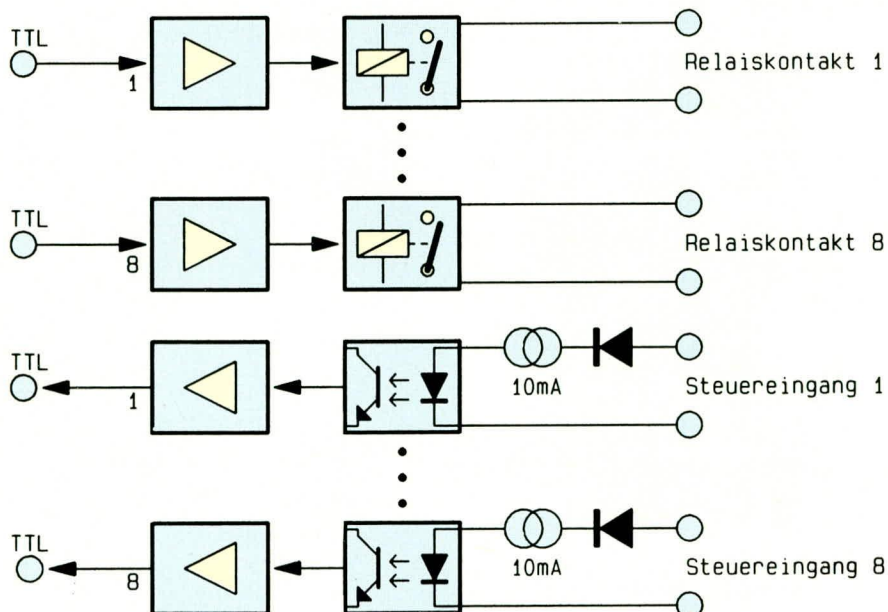 TTL
1
Relaiskontakt 1
TTL
8
Relaiskontakt 8
TTL
1
10mA
Steuereingang 1
TTL
8
10mA
Steuereingang 8